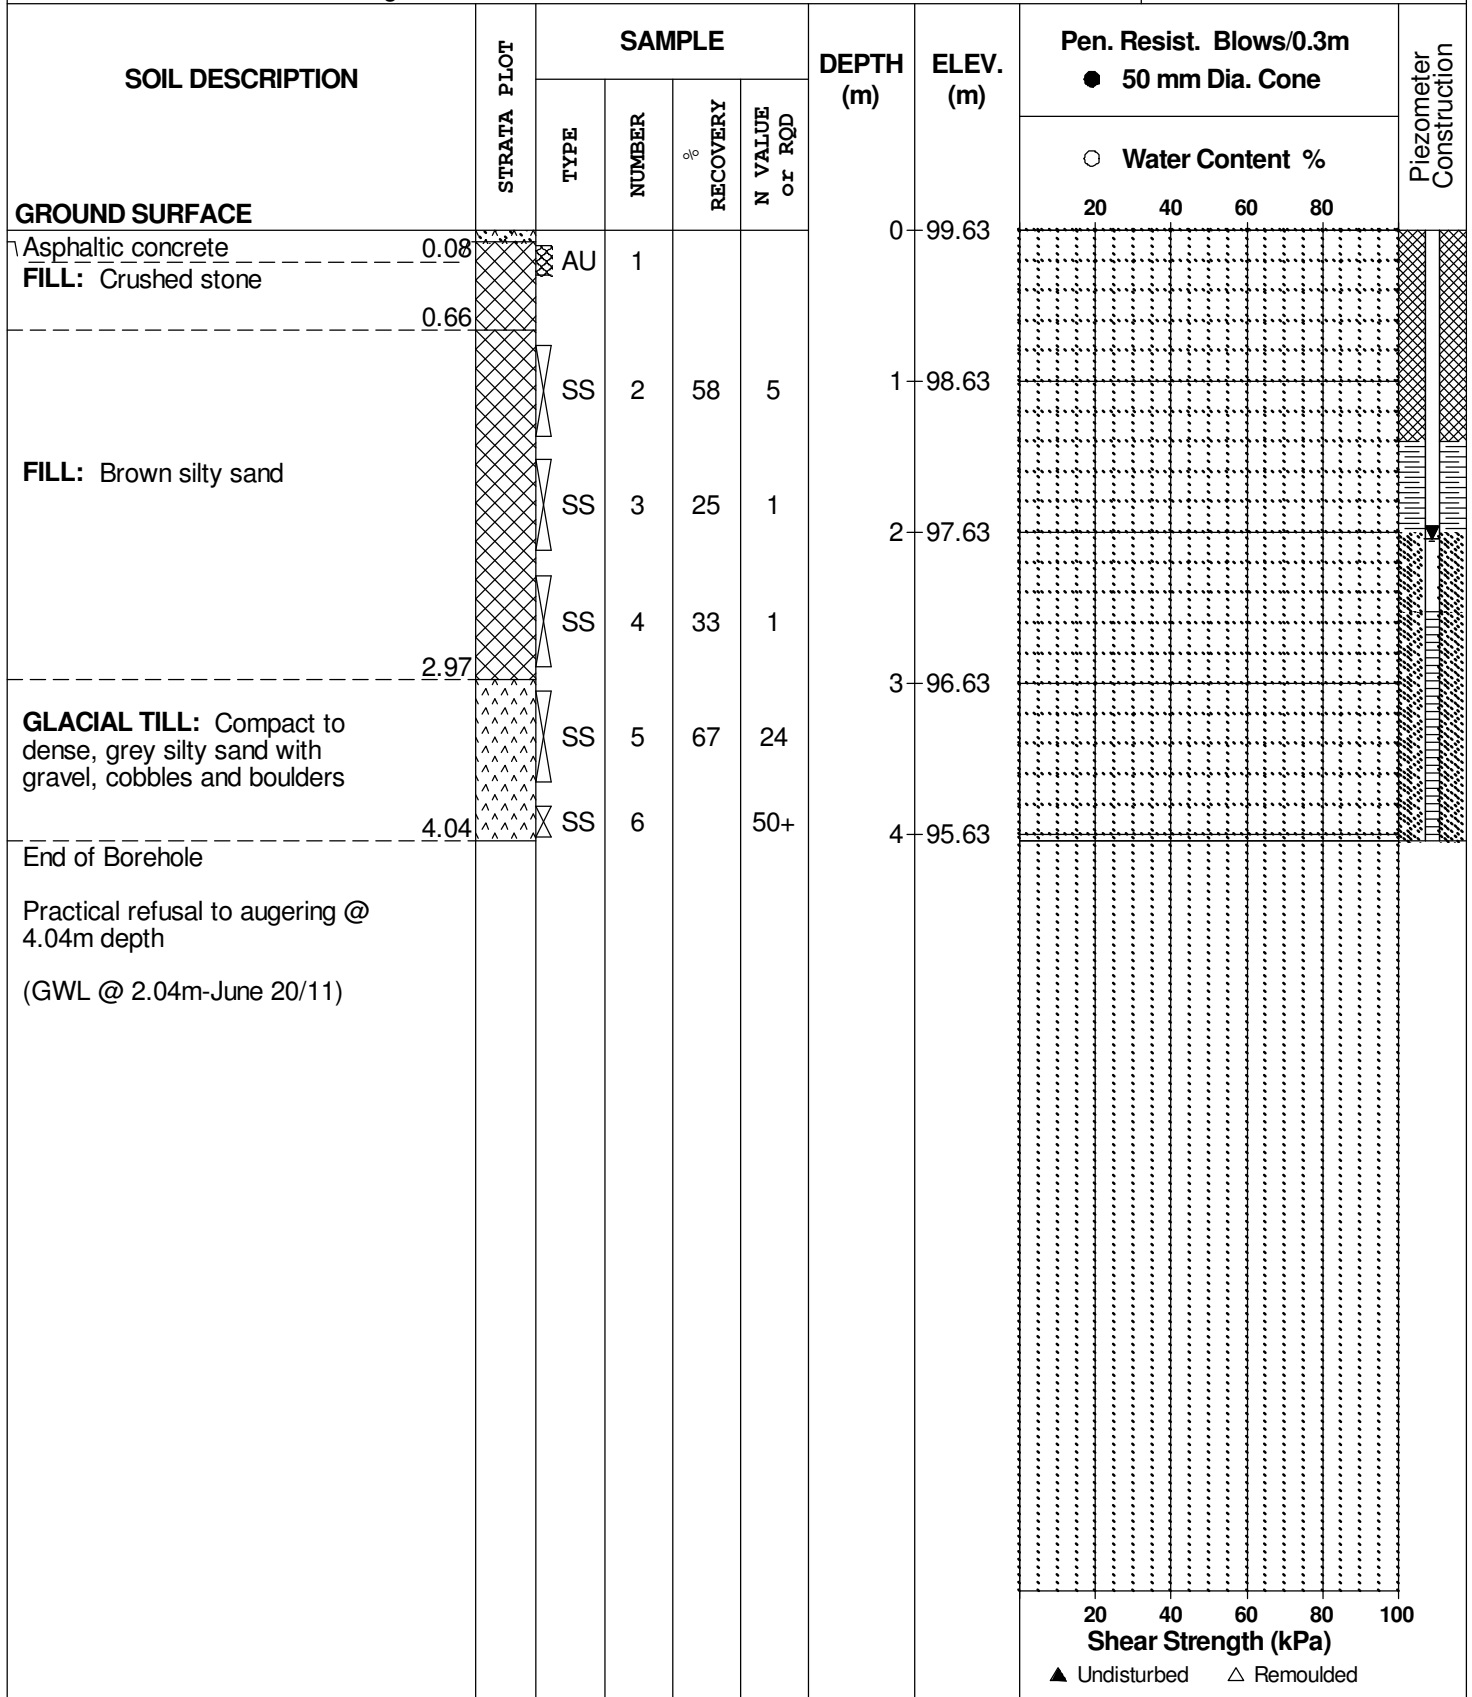 SOIL DESCRIPTION
STRATA PLOT
SAMPLE
TYPE
NUMBER
% RECOVERY
N VALUE or RQD
DEPTH (m)
ELEV. (m)
Pen. Resist. Blows/0.3m
● 50 mm Dia. Cone
○ Water Content %
Piezometer Construction
20 40 60 80
GROUND SURFACE
0 99.63
Asphaltic concrete 0.08
AU 1
FILL: Crushed stone
0.66
SS 2 58 5
1 98.63
FILL: Brown silty sand
SS 3 25 1
2 97.63
SS 4 33 1
2.97
3 96.63
GLACIAL TILL: Compact to
dense, grey silty sand with
gravel, cobbles and boulders
SS 5 67 24
SS 6 50+
4.04
4 95.63
End of Borehole
Practical refusal to augering @
4.04m depth
(GWL @ 2.04m-June 20/11)
20 40 60 80 100
Shear Strength (kPa)
▲ Undisturbed △ Remoulded